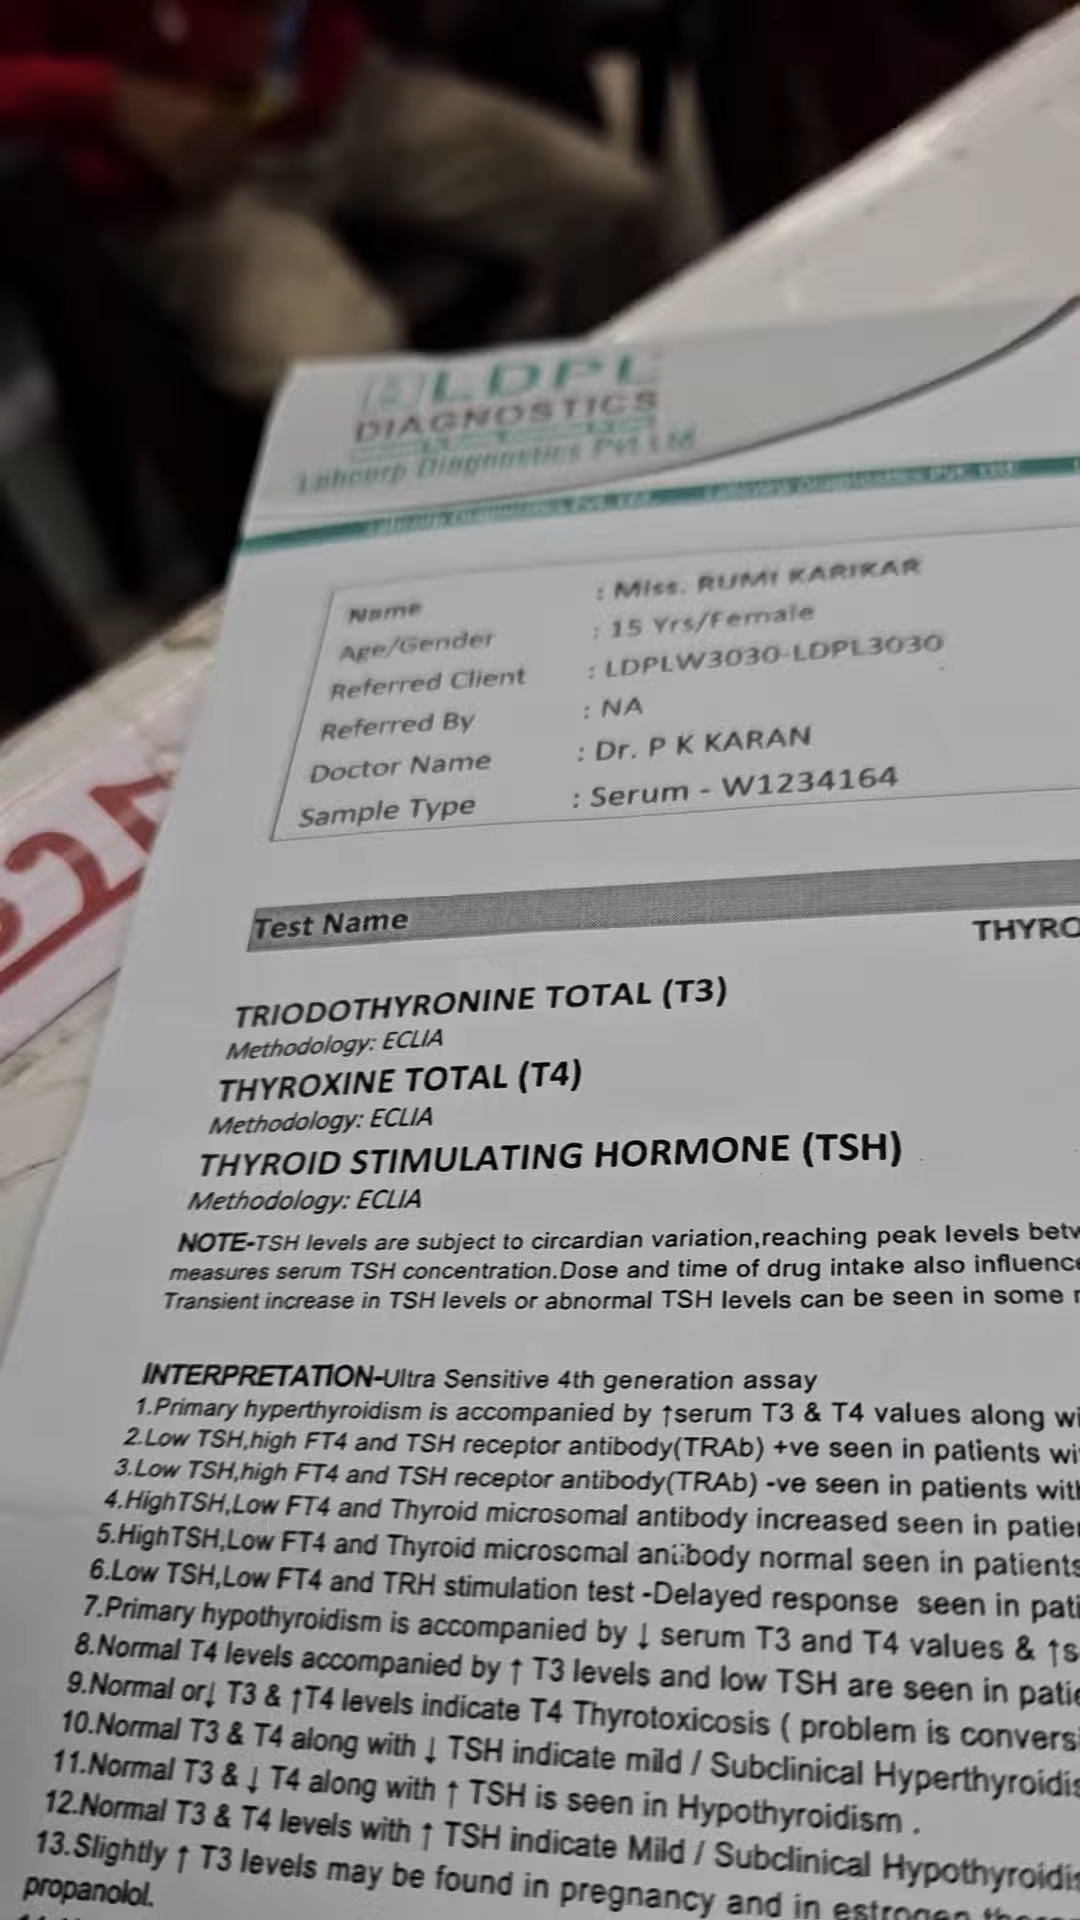 LDPL
DIAGNOSTICS
Labcorp Diagnostics Pvt Ltd
Name : Miss. RUMI KARIKAR
Age/Gender : 15 Yrs/Female
Referred Client : LDPLW3030-LDPL3030
Referred By : NA
Doctor Name : Dr. P K KARAN
Sample Type : Serum - W1234164
Test Name
THYRO
TRIODOTHYRONINE TOTAL (T3)
Methodology: ECLIA
THYROXINE TOTAL (T4)
Methodology: ECLIA
THYROID STIMULATING HORMONE (TSH)
Methodology: ECLIA
NOTE-TSH levels are subject to circardian variation,reaching peak levels betw
measures serum TSH concentration.Dose and time of drug intake also influence
Transient increase in TSH levels or abnormal TSH levels can be seen in some
INTERPRETATION-Ultra Sensitive 4th generation assay
1.Primary hyperthyroidism is accompanied by ↑serum T3 & T4 values along wi
2.Low TSH,high FT4 and TSH receptor antibody(TRAb) +ve seen in patients wi
3.Low TSH,high FT4 and TSH receptor antibody(TRAb) -ve seen in patients with
4.HighTSH,Low FT4 and Thyroid microsomal antibody increased seen in patien
5.HighTSH,Low FT4 and Thyroid microsomal antibody normal seen in patients
6.Low TSH,Low FT4 and TRH stimulation test -Delayed response seen in pati
7.Primary hypothyroidism is accompanied by ↓ serum T3 and T4 values & ↑s
8.Normal T4 levels accompanied by ↑ T3 levels and low TSH are seen in patie
9.Normal or↓ T3 & ↑T4 levels indicate T4 Thyrotoxicosis ( problem is convers
10.Normal T3 & T4 along with ↓ TSH indicate mild / Subclinical Hyperthyroidis
11.Normal T3 & ↓ T4 along with ↑ TSH is seen in Hypothyroidism .
12.Normal T3 & T4 levels with ↑ TSH indicate Mild / Subclinical Hypothyroidis
13.Slightly ↑ T3 levels may be found in pregnancy and in estrogen
propanolol.